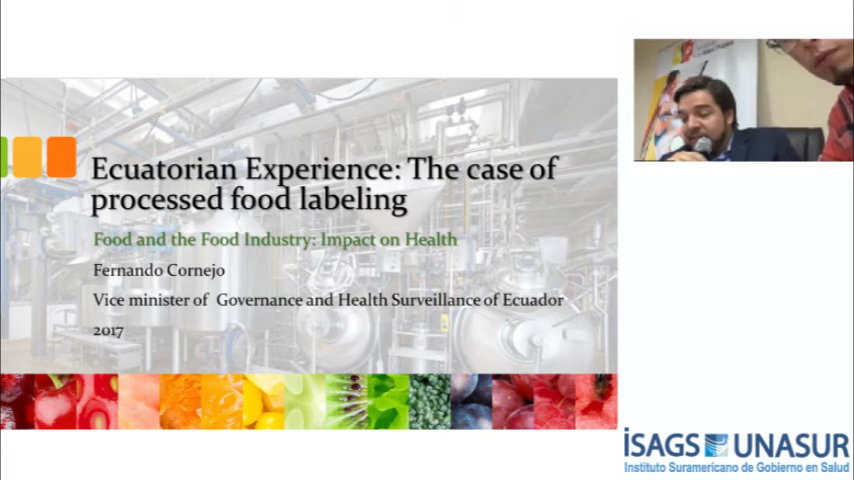 Ecuatorian Experience: The case of
processed food labeling
Food and the Food Industry: Impact on Health
Fernando Cornejo
Vice minister of Governance and Health Surveillance of Ecuador
2017
iSAGS UNASUR
Instituto Suramericano de Gobierno en Salud